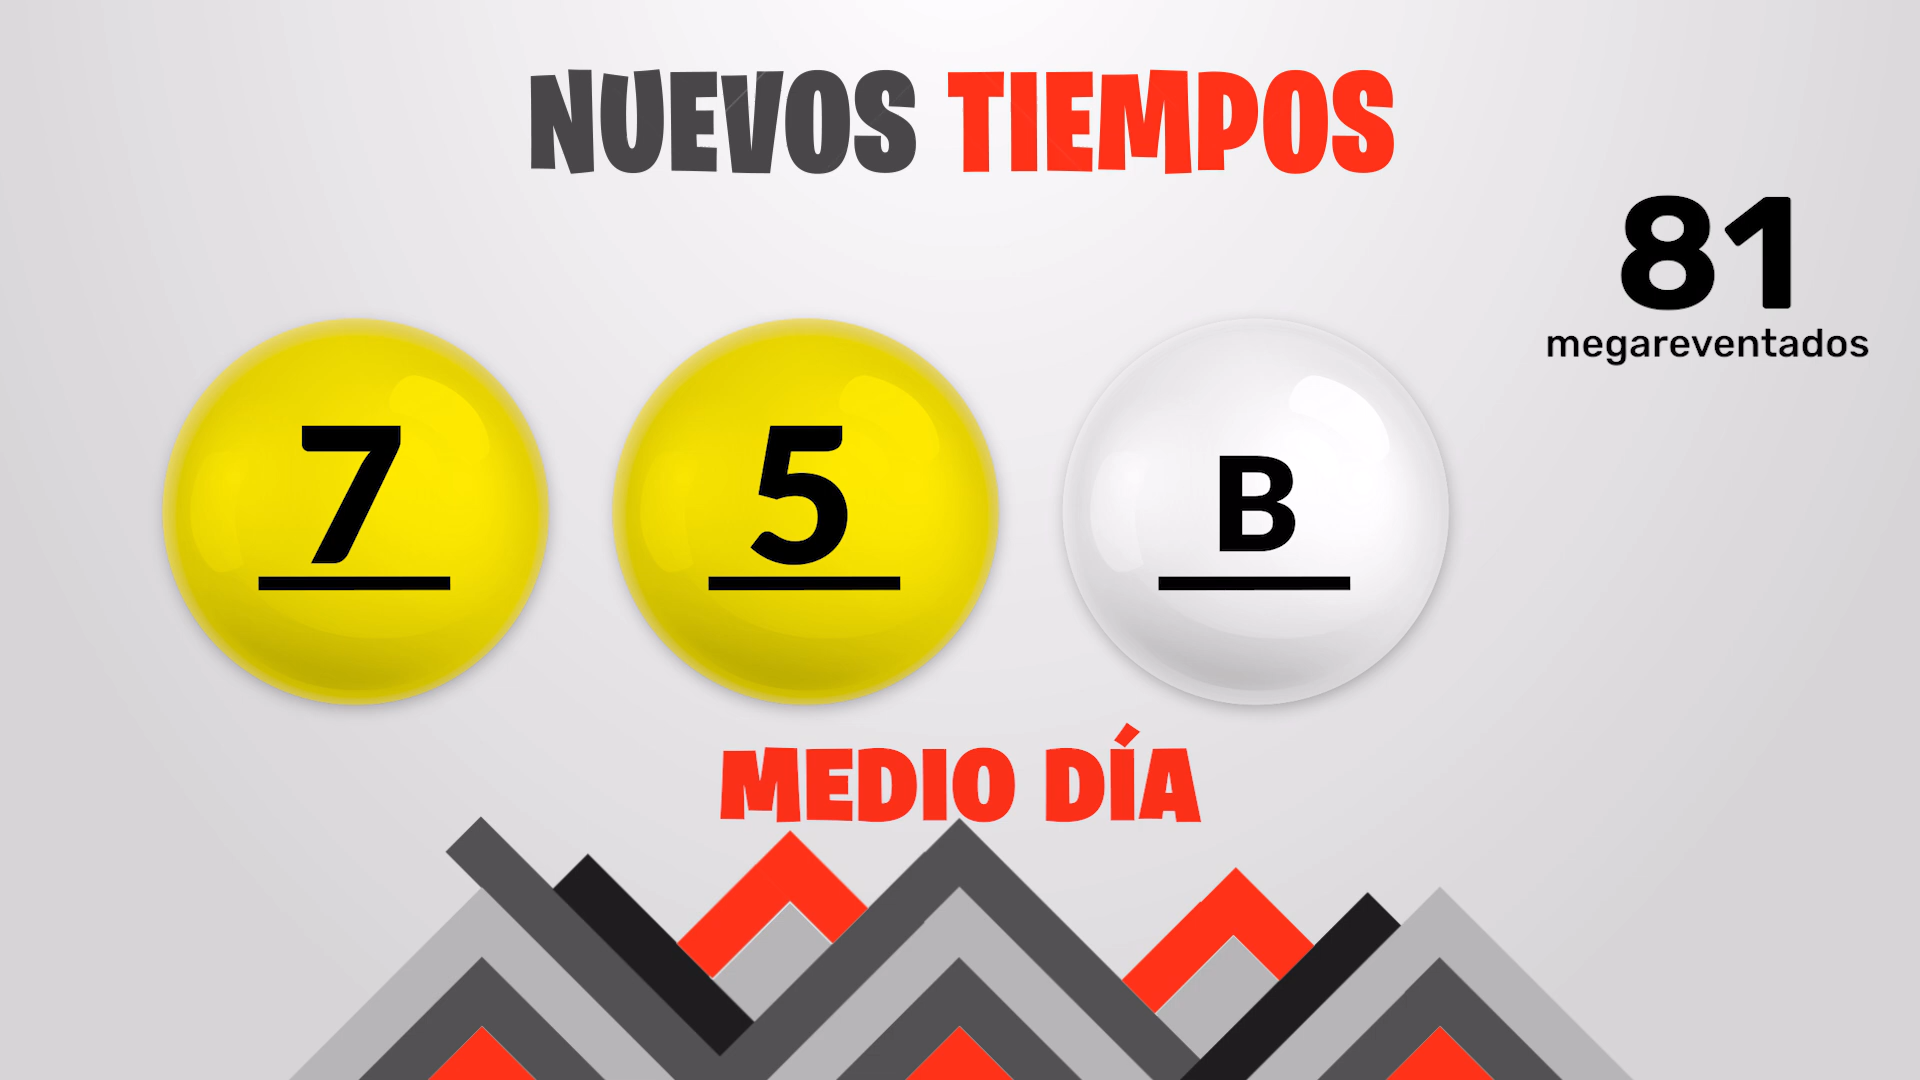 NUEVOS TIEMPOS
81
megareventados
7 5 B
MEDIO DÍA